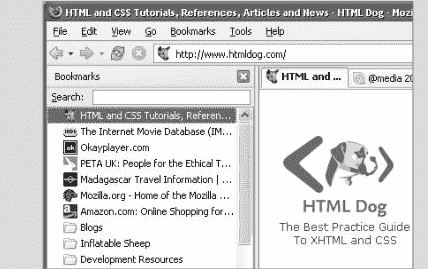 HTML and CSS Tutorials, References, Articles and News - HTML Dog - Moz
File Edit View Go Bookmarks Tools Help
http://www.htmldog.com/
Bookmarks
Search:
HTML and CSS Tutorials, Referen...
The Internet Movie Database (IM...
Okayplayer.com
PETA UK: People for the Ethical T...
Madagascar Travel Information | ...
Mozilla.org - Home of the Mozilla ...
Amazon.com: Online Shopping for...
Blogs
Inflatable Sheep
Development Resources
HTML and ...
@media 20
HTML Dog
The Best Practice Guide
To XHTML and CSS